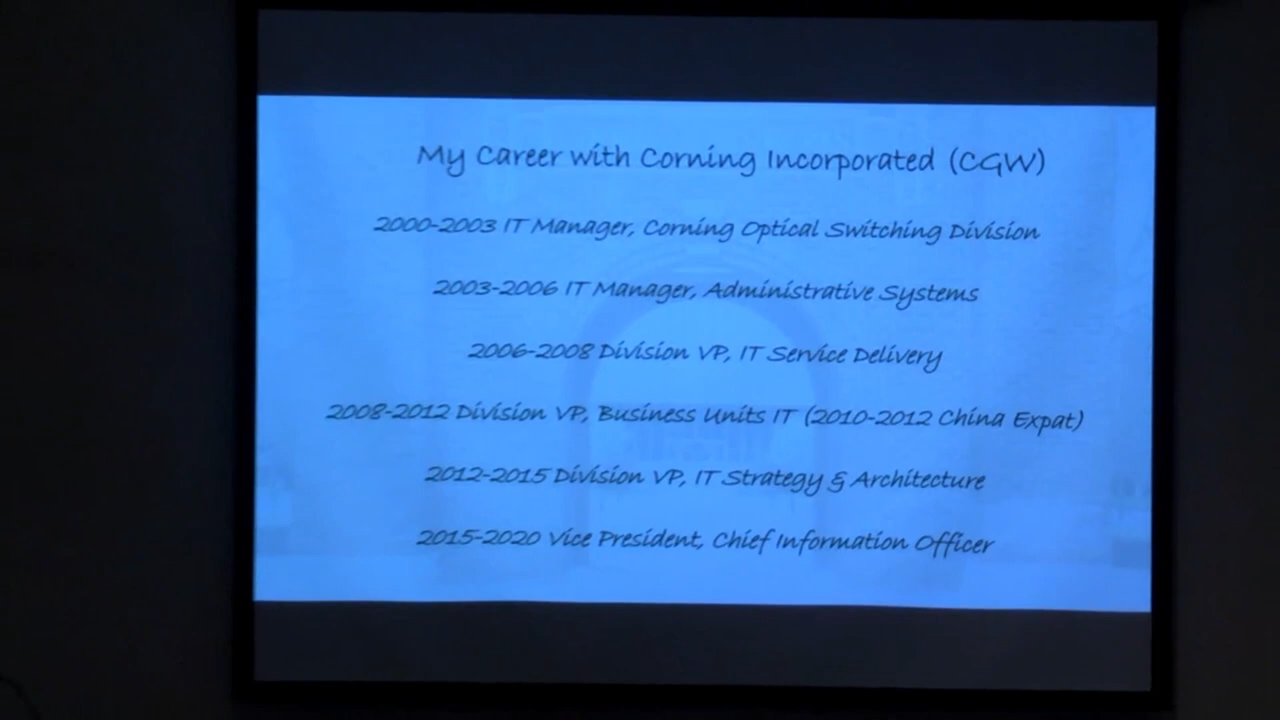 My Career with Corning Incorporated (CGW)
2000-2003 IT Manager, Corning Optical Switching Division
2003-2006 IT Manager, Administrative Systems
2006-2008 Division VP, IT Service Delivery
2008-2012 Division VP, Business Units IT (2010-2012 China Expat)
2012-2015 Division VP, IT Strategy & Architecture
2015-2020 Vice President, Chief Information Officer